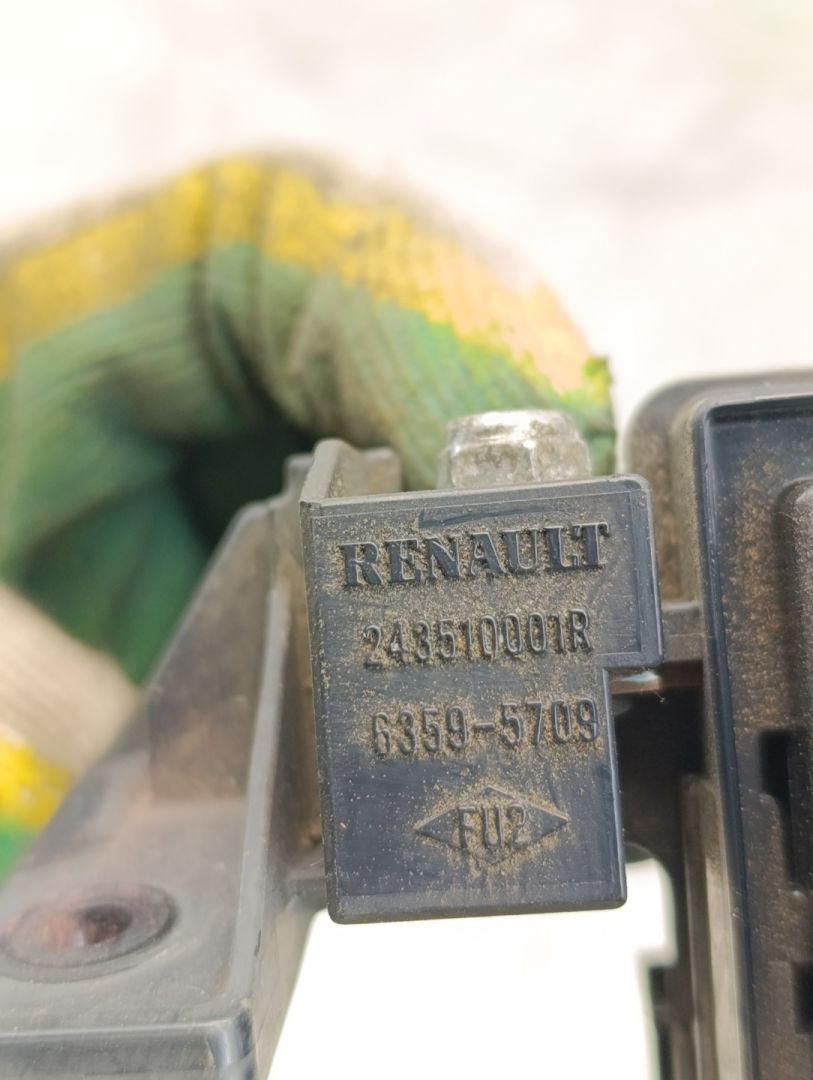 RENAULT
243510001R
6359-5709
FU2